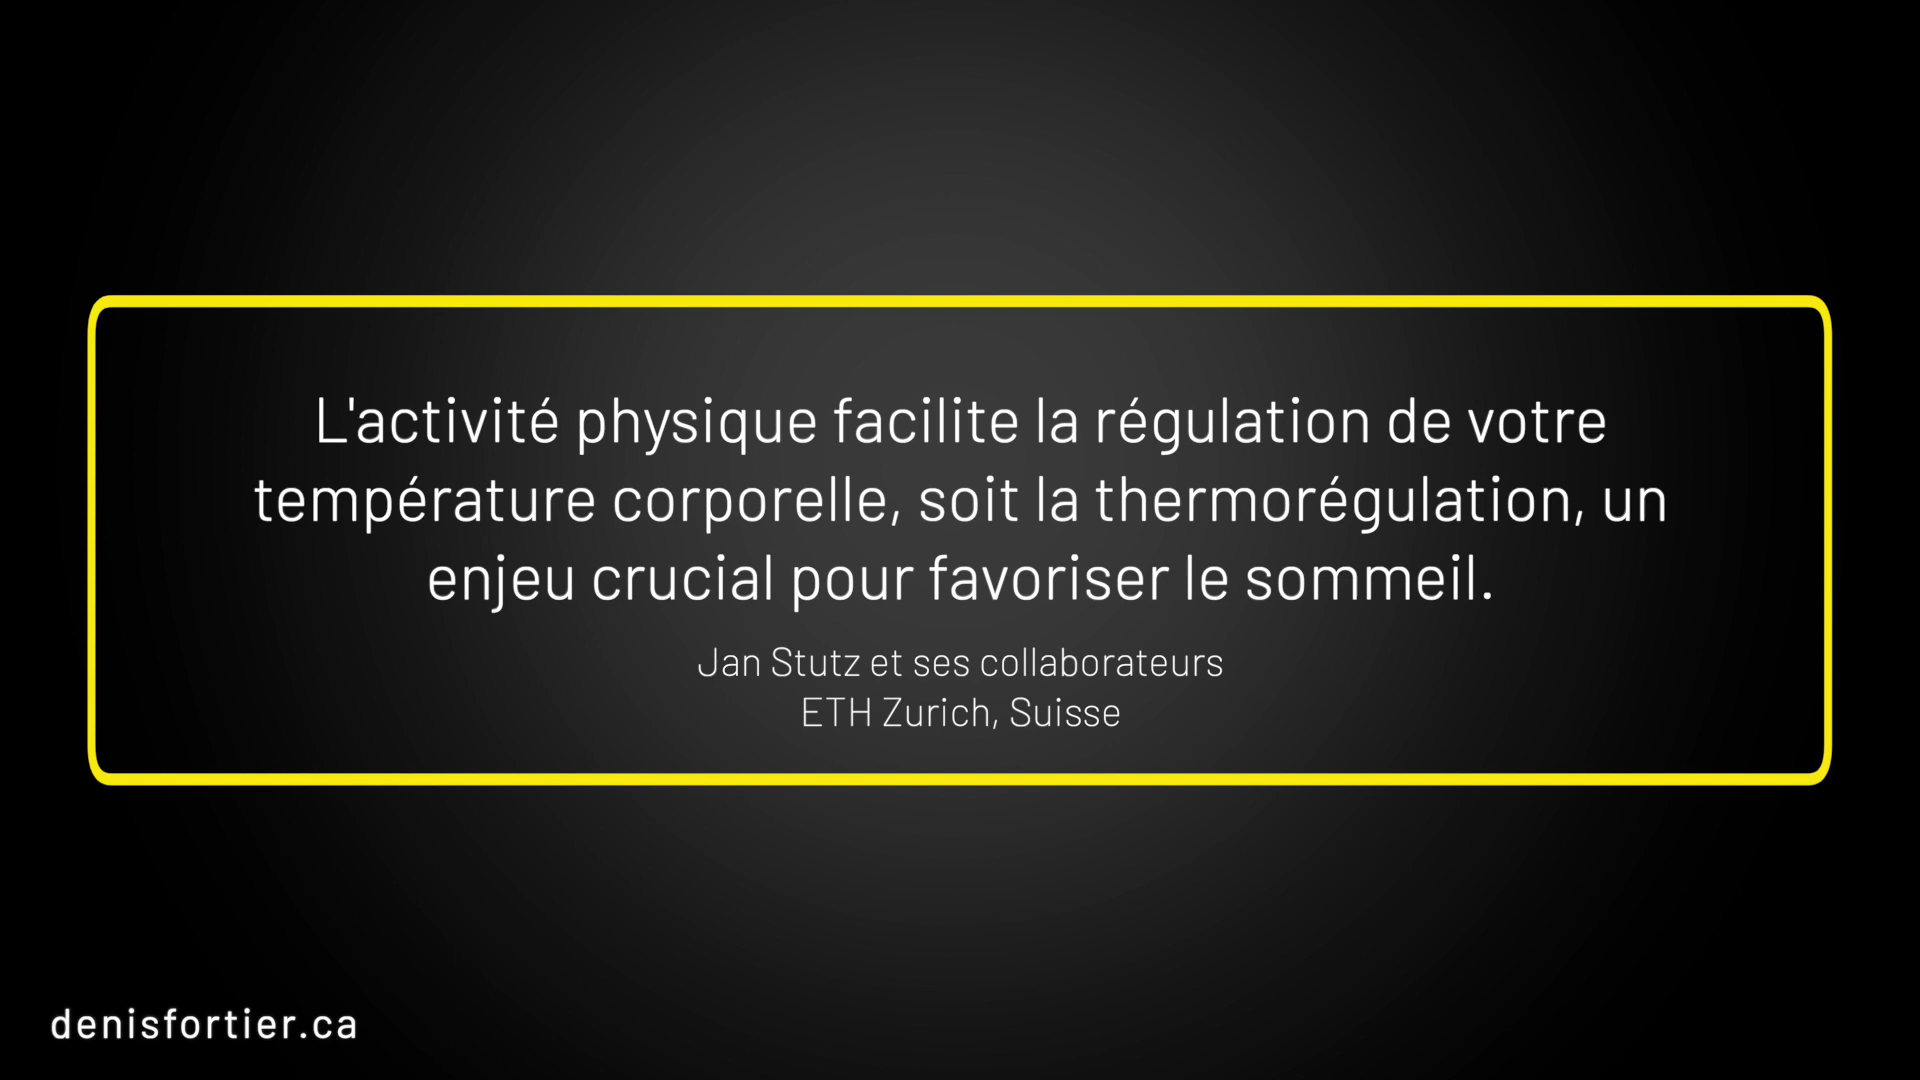 L'activité physique facilite la régulation de votre
température corporelle, soit la thermorégulation, un
enjeu crucial pour favoriser le sommeil.
Jan Stutz et ses collaborateurs
ETH Zurich, Suisse
denisfortier.ca